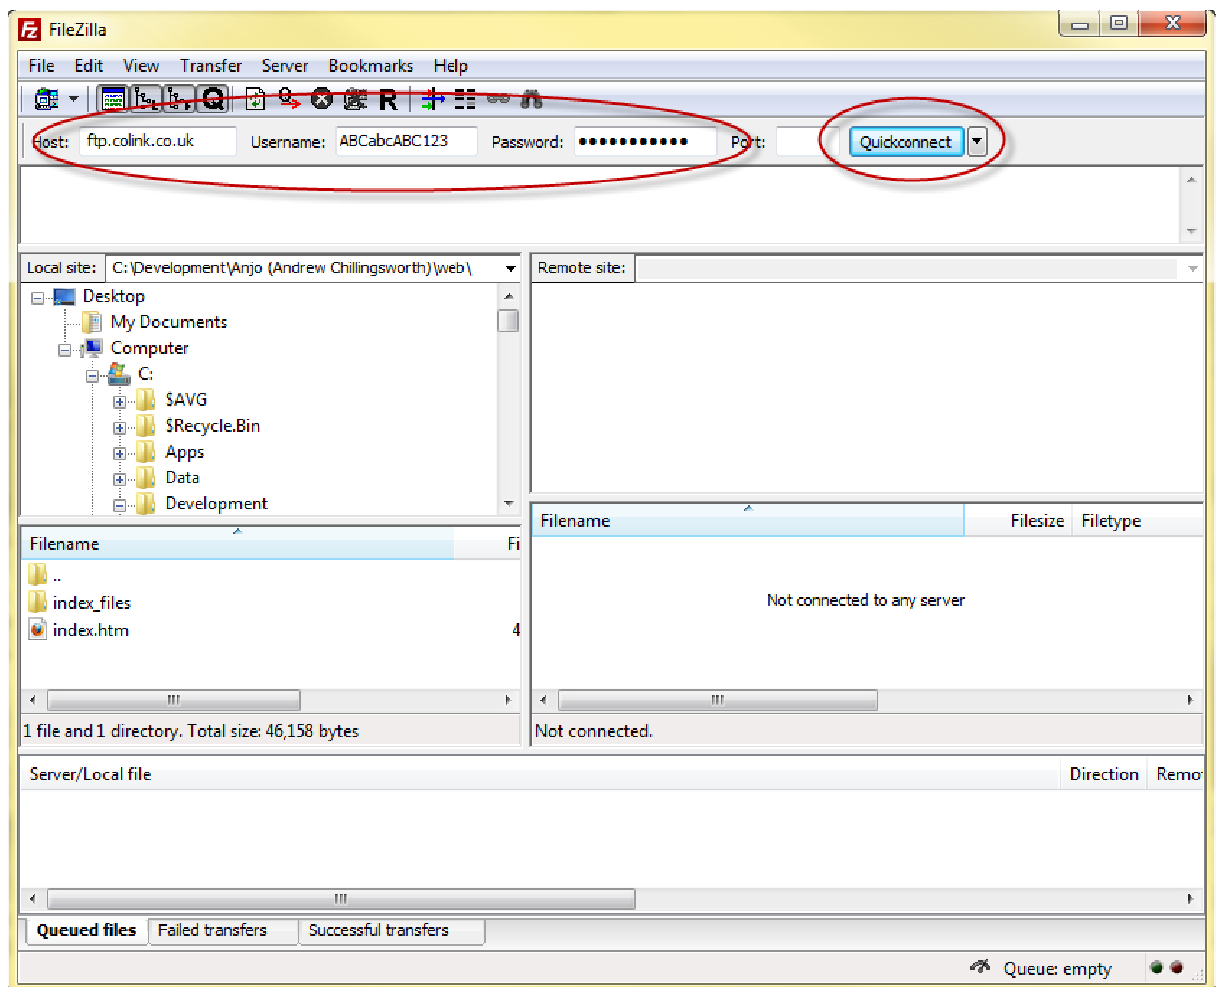 FileZilla
File Edit View Transfer Server Bookmarks Help
Host: ftp.colink.co.uk Username: ABCabcABC123 Password: ●●●●●●●●●●● Port: Quickconnect
Local site: C:\Development\Anjo (Andrew Chillingsworth)\web\
Remote site:
Desktop
My Documents
Computer
C:
$AVG
$Recycle.Bin
Apps
Data
Development
Filename Fi
..
index_files
index.htm 4
1 file and 1 directory. Total size: 46,158 bytes
Filename Filesize Filetype
Not connected to any server
Not connected.
Server/Local file Direction Remo
Queued files Failed transfers Successful transfers
Queue: empty